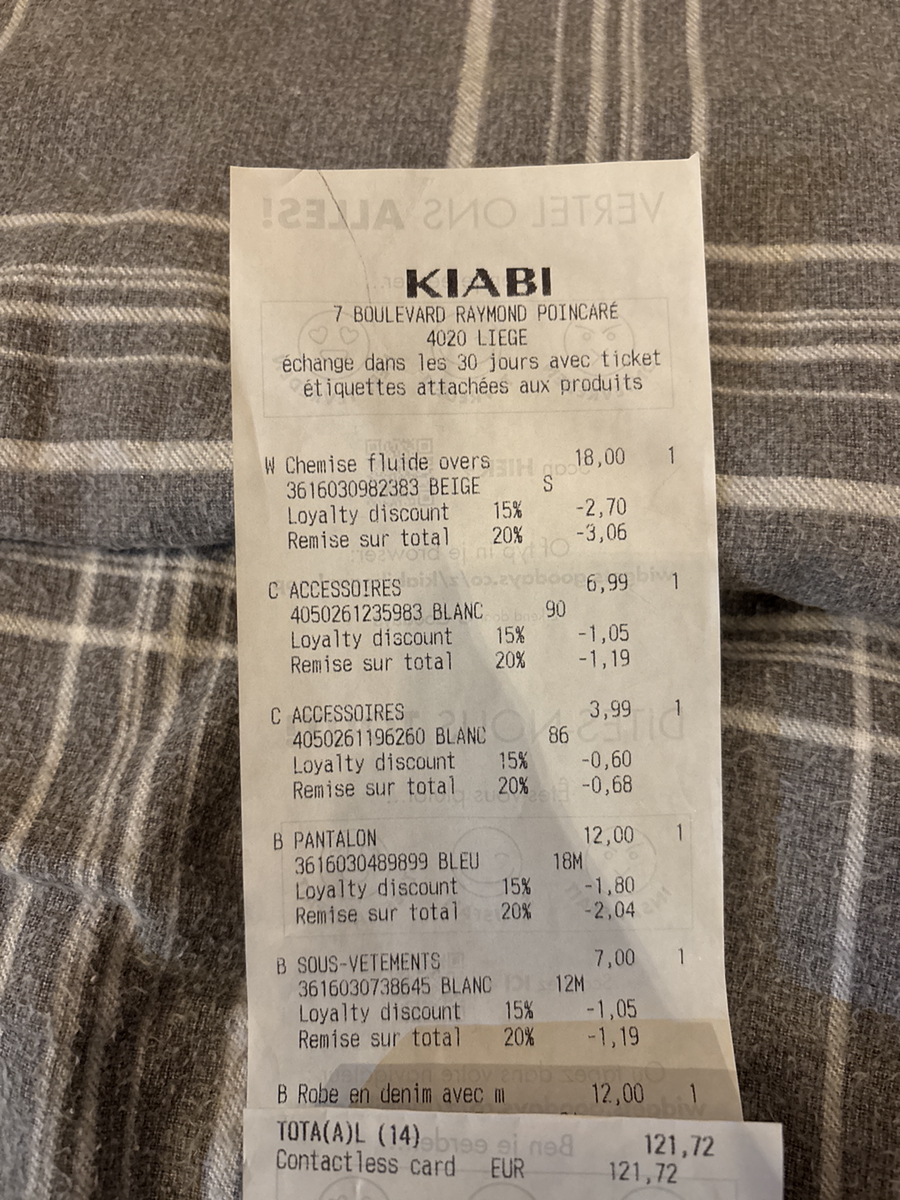 VERTEL ONS ALLES!
KIABI
7 BOULEVARD RAYMOND POINCARÉ
4020 LIEGE
échange dans les 30 jours avec ticket
étiquettes attachées aux produits
W Chemise fluide overs 18,00 1
3616030982383 BEIGE S
Loyalty discount 15% -2,70
Remise sur total 20% -3,06
C ACCESSOIRES 6,99 1
4050261235983 BLANC 90
Loyalty discount 15% -1,05
Remise sur total 20% -1,19
C ACCESSOIRES 3,99 1
4050261196260 BLANC 86
Loyalty discount 15% -0,60
Remise sur total 20% -0,68
B PANTALON 12,00 1
3616030489899 BLEU 18M
Loyalty discount 15% -1,80
Remise sur total 20% -2,04
B SOUS-VETEMENTS 7,00 1
3616030738645 BLANC 12M
Loyalty discount 15% -1,05
Remise sur total 20% -1,19
B Robe en denim avec m 12,00 1
TOTA(A)L (14) 121,72
Contactless card EUR 121,72